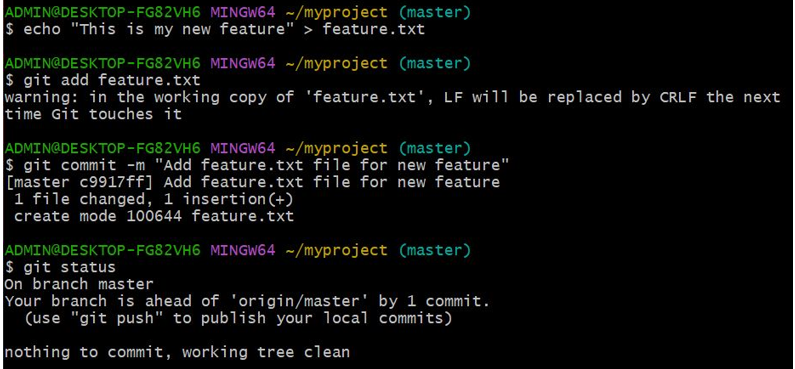 ADMIN@DESKTOP-FG82VH6 MINGW64 ~/myproject (master)
$ echo "This is my new feature" > feature.txt
ADMIN@DESKTOP-FG82VH6 MINGW64 ~/myproject (master)
$ git add feature.txt
warning: in the working copy of 'feature.txt', LF will be replaced by CRLF the next
time Git touches it
ADMIN@DESKTOP-FG82VH6 MINGW64 ~/myproject (master)
$ git commit -m "Add feature.txt file for new feature"
[master c9917ff] Add feature.txt file for new feature
 1 file changed, 1 insertion(+)
 create mode 100644 feature.txt
ADMIN@DESKTOP-FG82VH6 MINGW64 ~/myproject (master)
$ git status
On branch master
Your branch is ahead of 'origin/master' by 1 commit.
  (use "git push" to publish your local commits)
nothing to commit, working tree clean